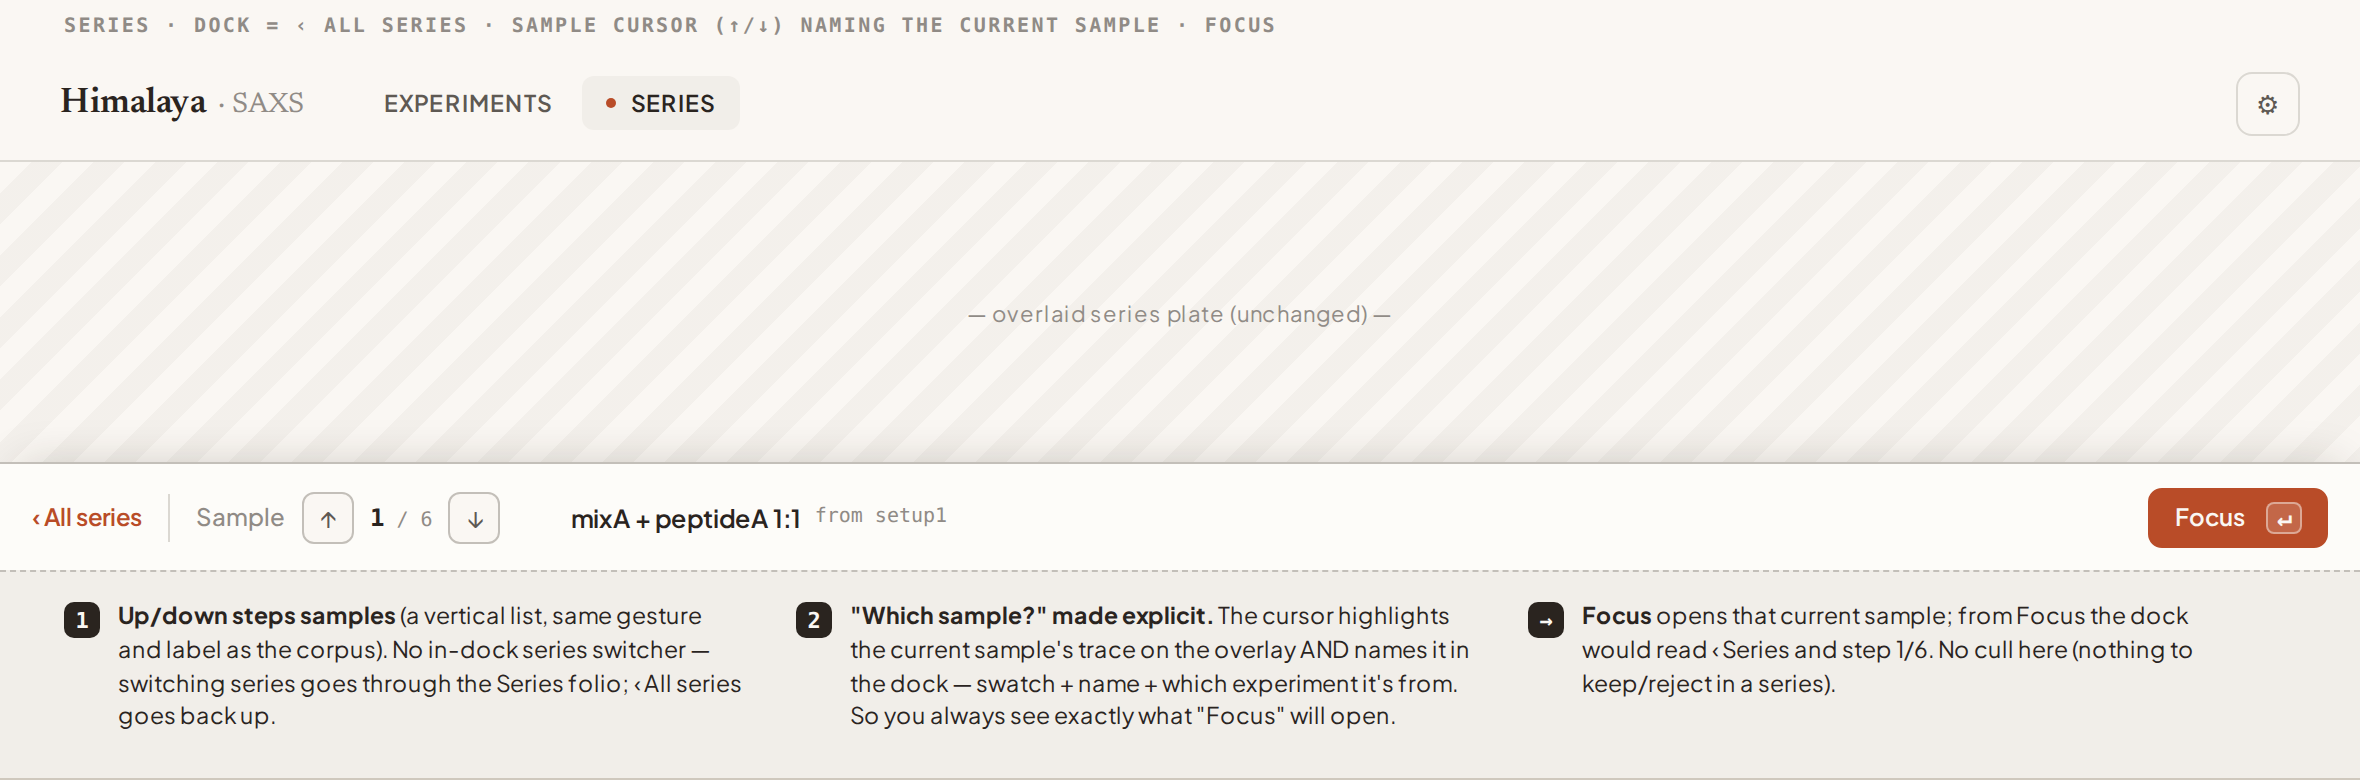 SERIES · DOCK = ‹ ALL SERIES · SAMPLE CURSOR (↑/↓) NAMING THE CURRENT SAMPLE · FOCUS
Himalaya · SAXS EXPERIMENTS SERIES ⚙
— overlaid series plate (unchanged) —
‹ All series Sample ↑ 1 / 6 ↓ mixA + peptideA 1:1 from setup1 Focus ↵
1 Up/down steps samples (a vertical list, same gesture
and label as the corpus). No in-dock series switcher —
switching series goes through the Series folio; ‹ All series
goes back up.
2 "Which sample?" made explicit. The cursor highlights
the current sample's trace on the overlay AND names it in
the dock — swatch + name + which experiment it's from.
So you always see exactly what "Focus" will open.
→ Focus opens that current sample; from Focus the dock
would read ‹ Series and step 1/6. No cull here (nothing to
keep/reject in a series).